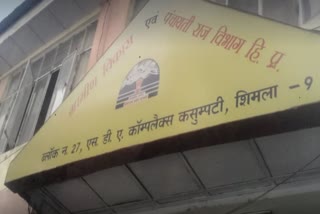 ग्रामीण विकास
एवं पंचायती राज विभाग हि. प्र.
ब्लॉक न. 27, एस. डी. ए. कॉम्पलैक्स कसुम्पटी, शिमला - 9